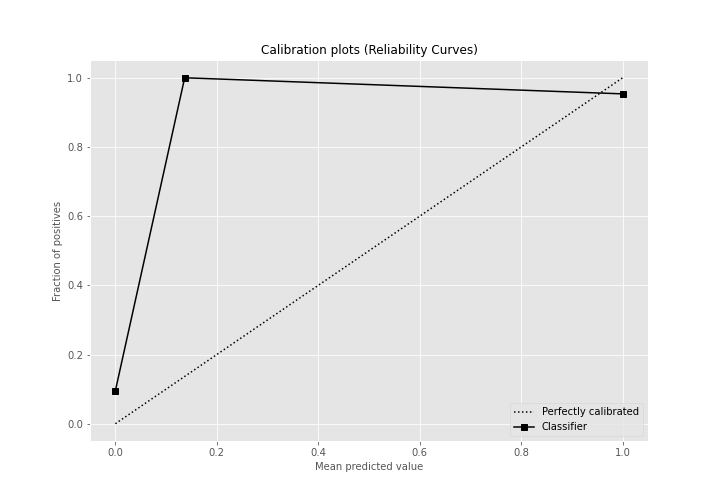 Calibration plots (Reliability Curves)
1.0
0.8
0.6
0.4
0.2
0.0
Fraction of positives
0.0 0.2 0.4 0.6 0.8 1.0
Mean predicted value
Perfectly calibrated
Classifier